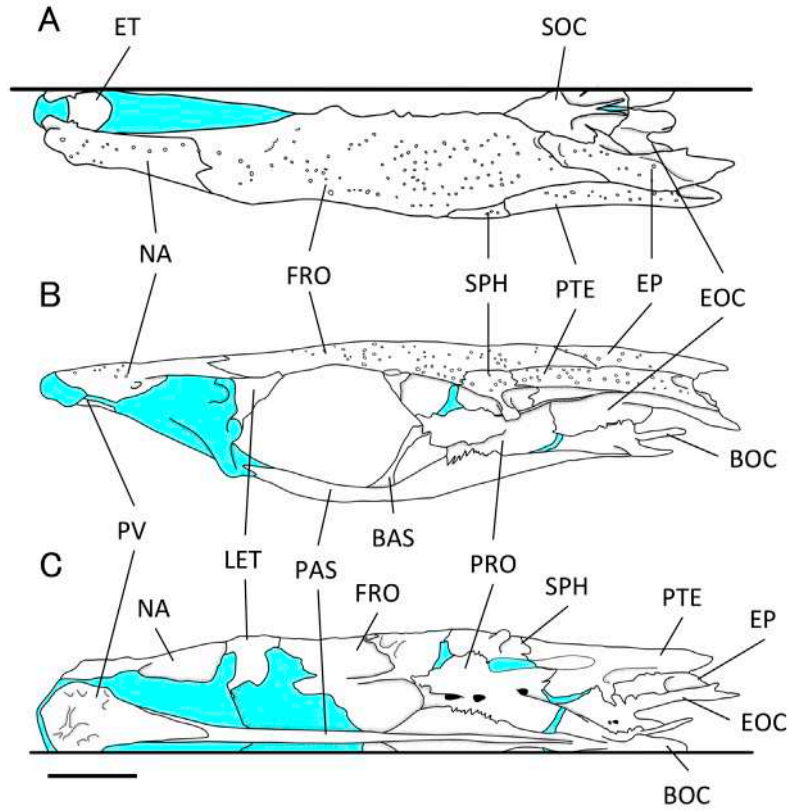 A
ET
SOC
NA
FRO
SPH
PTE
EP
EOC
B
BOC
PV
LET
PAS
BAS
PRO
C
NA
FRO
SPH
PTE
EP
EOC
BOC